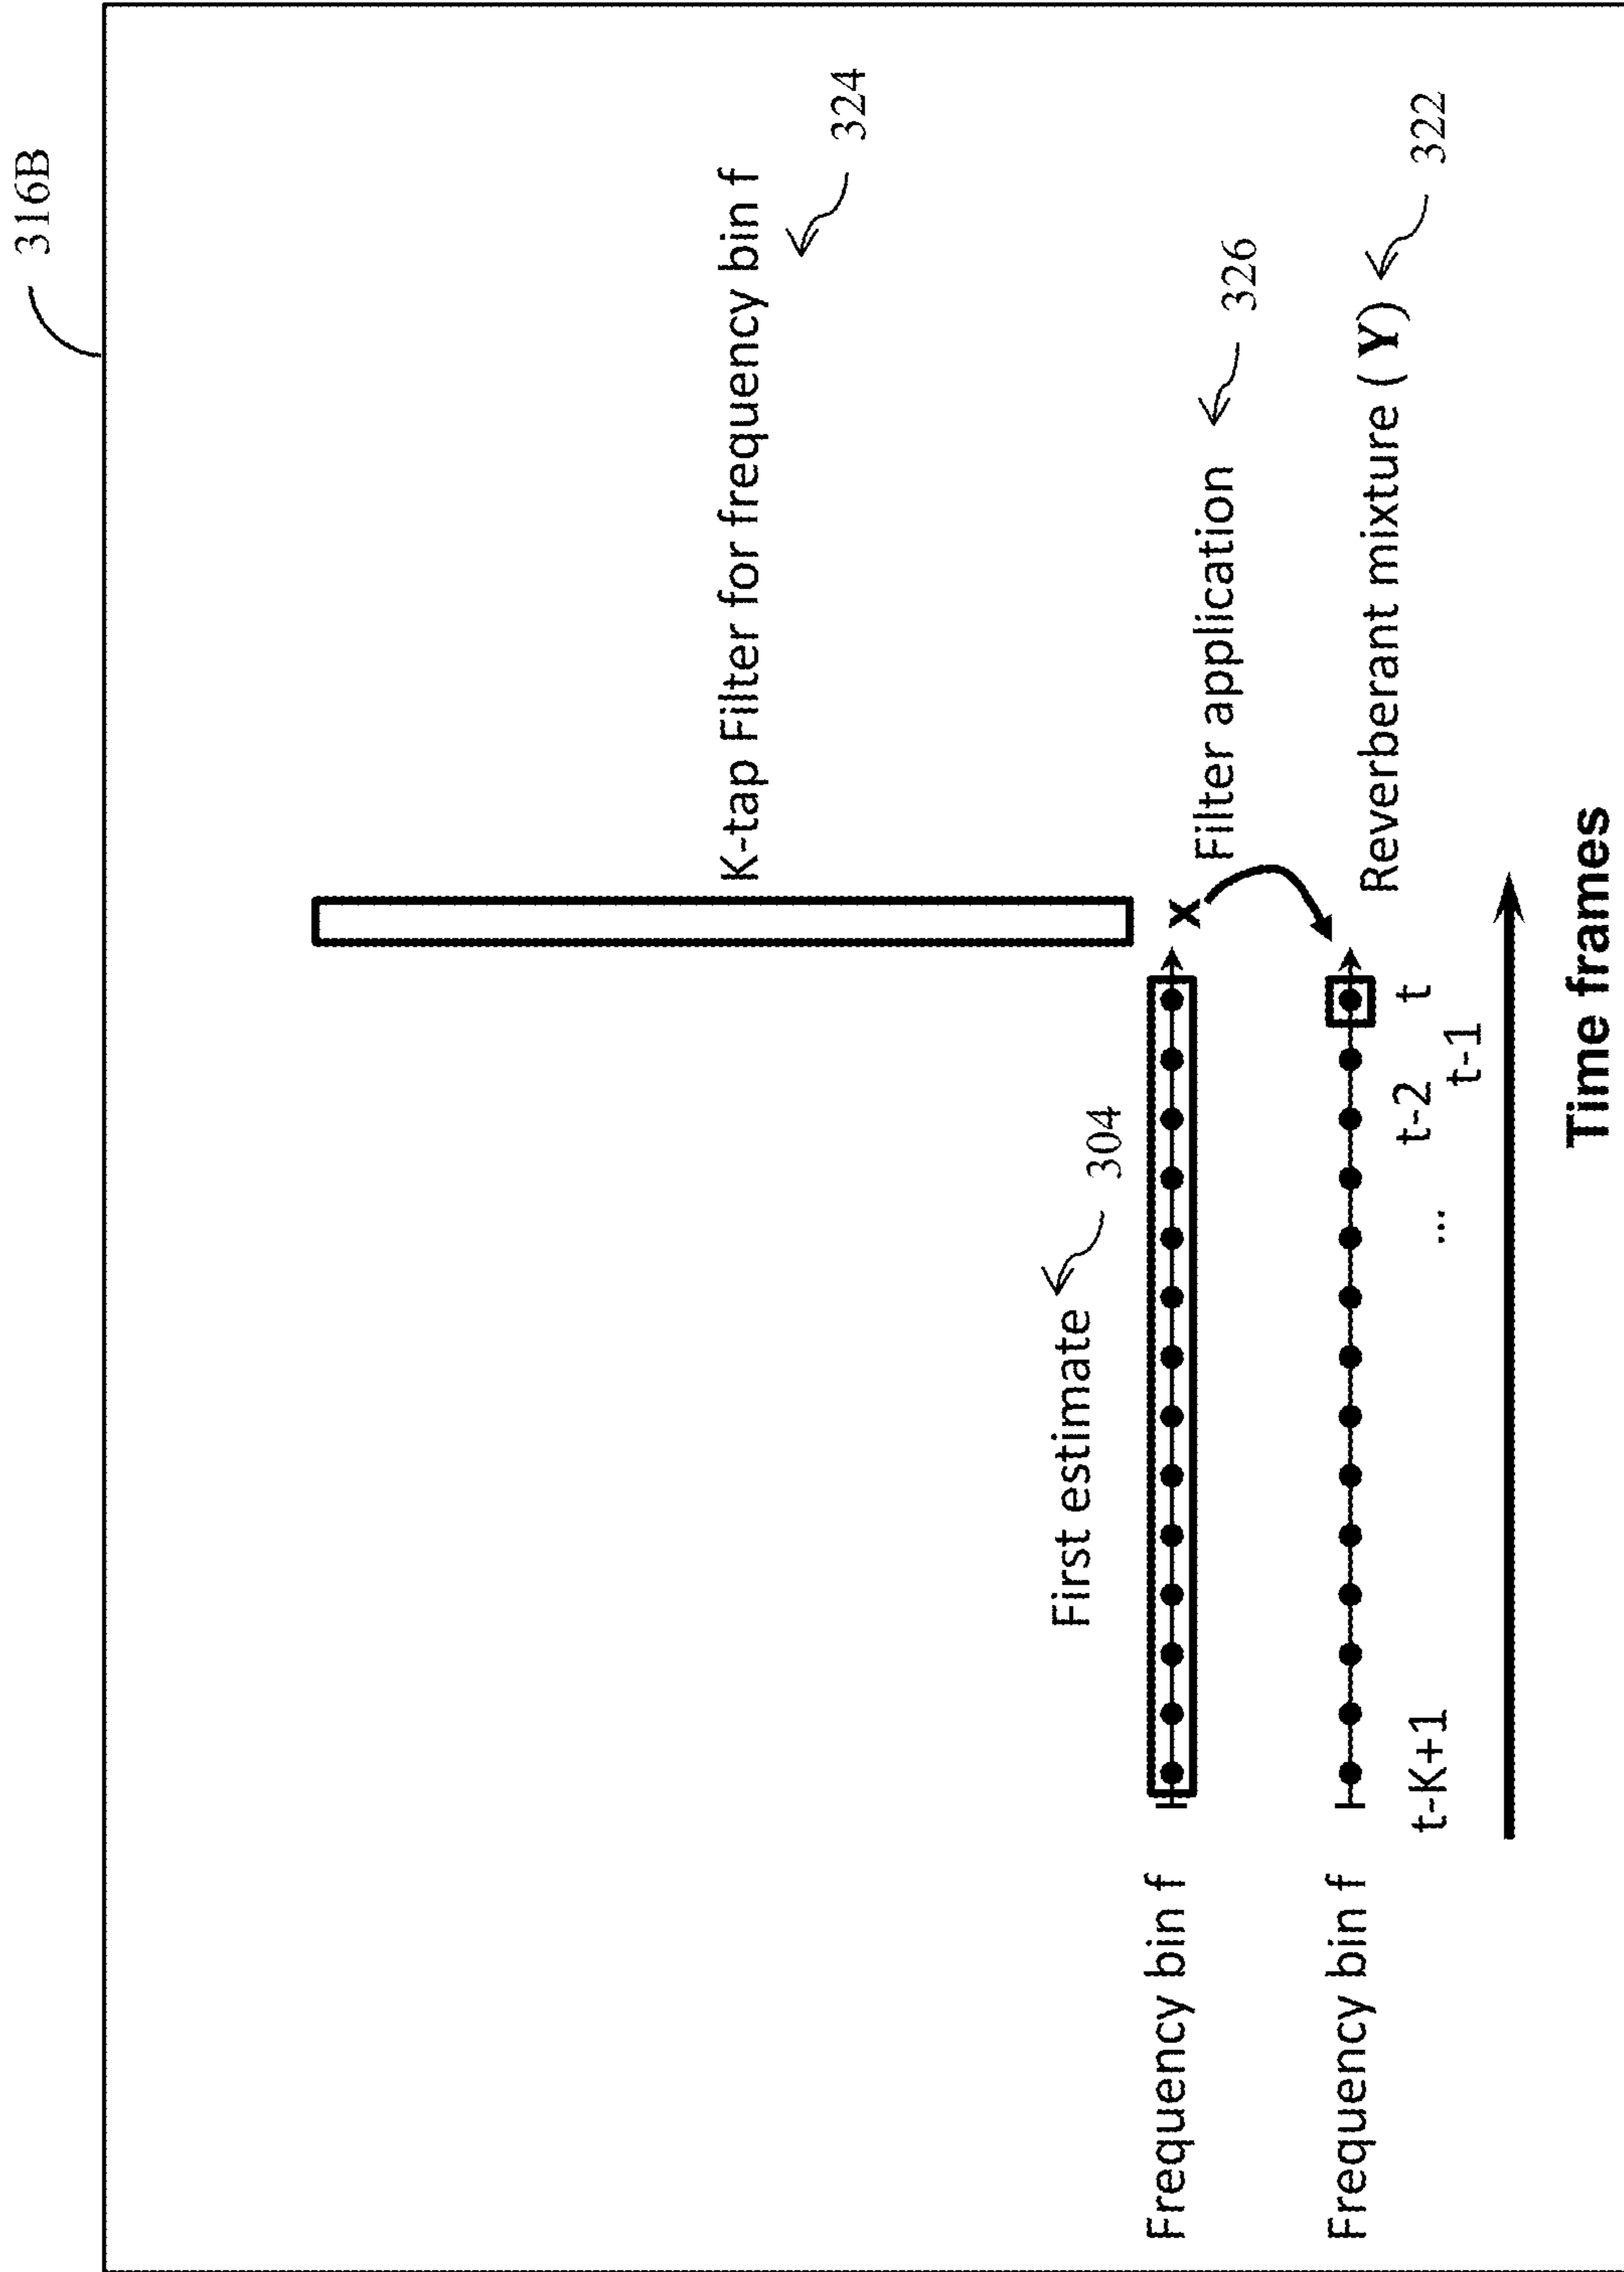 316B
K-tap Filter for frequency bin f
324
First estimate
304
x
Filter application
326
Frequency bin f
Frequency bin f
Reverberant mixture ( Y)
322
t-K+1
...
t-2
t-1
t
Time frames